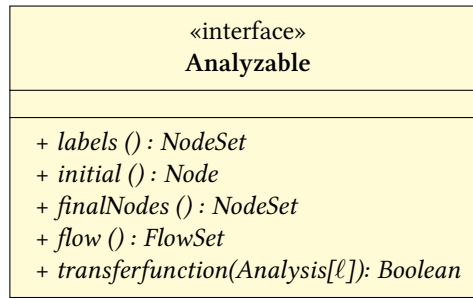 «interface»
Analyzable
+ labels () : NodeSet
+ initial () : Node
+ finalNodes () : NodeSet
+ flow () : FlowSet
+ transferfunction(Analysis[ℓ]): Boolean